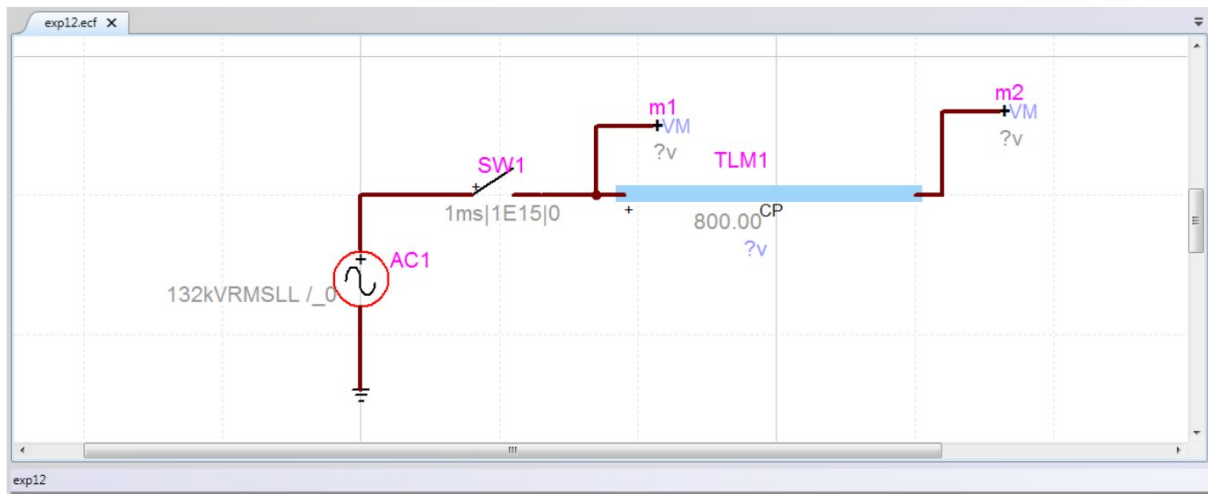 exp12.ecf X
m1
+VM
?v
m2
+VM
?v
SW1
+
1ms|1E15|0
TLM1
+
800.00
CP
?v
+
AC1
132kVRMSLL /_0
exp12